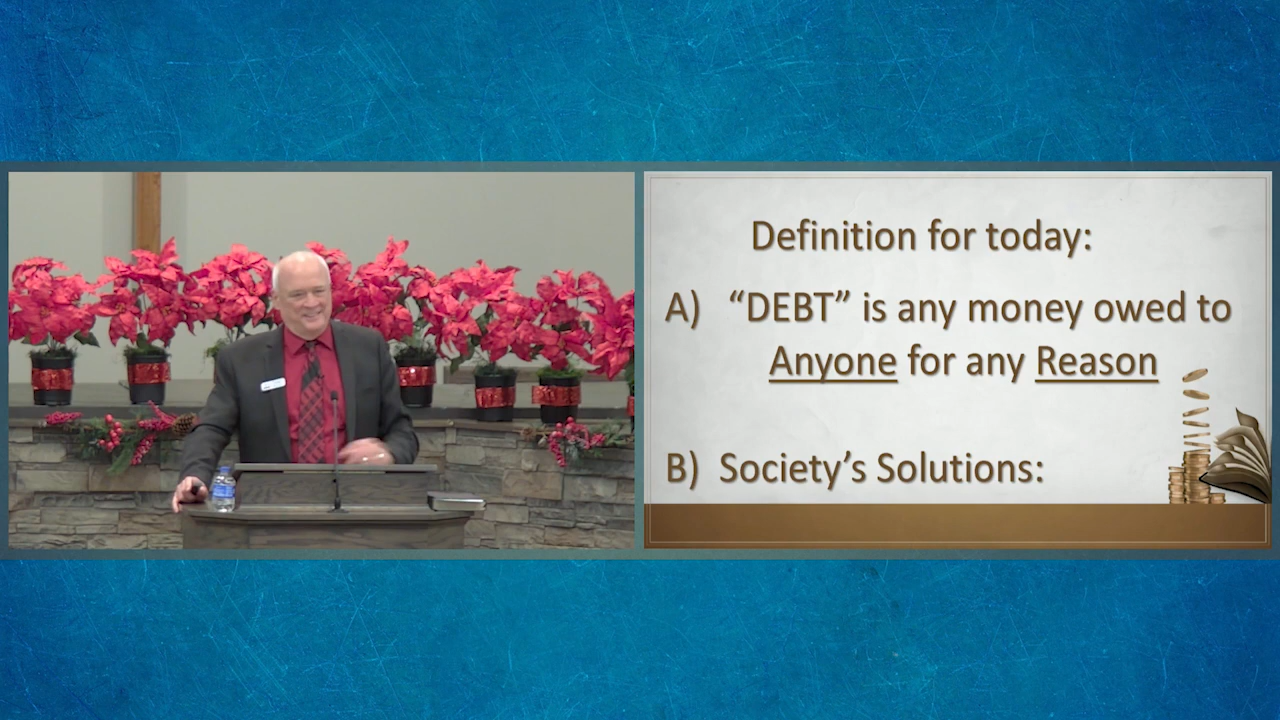 Definition for today:
A) “DEBT” is any money owed to
Anyone for any Reason
B) Society’s Solutions: